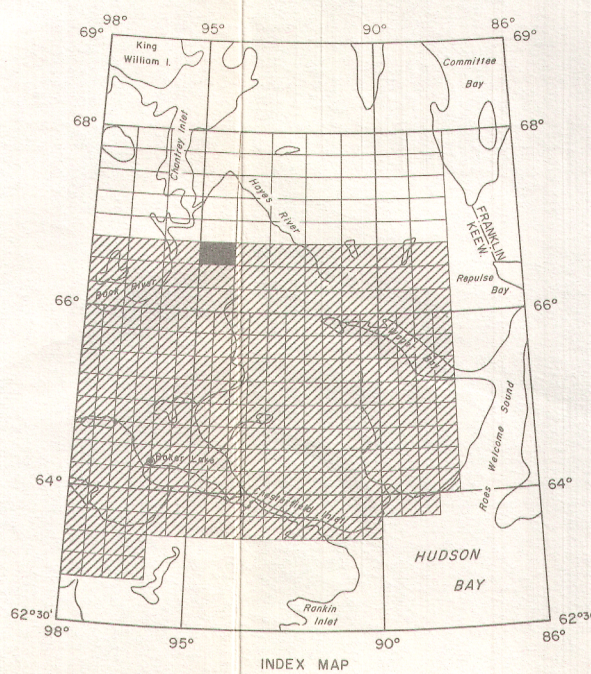 98°
95°
90°
86°
69°
69°
King
William I.
Committee
Bay
68°
68°
Chantrey Inlet
Hayes
River
FRANKLIN
KEEW.
Back River
Repulse
Bay
66°
66°
Baker Lake
Chesterfield Inlet
Roes Welcome Sound
64°
64°
HUDSON
BAY
Rankin
Inlet
62°30'
62°30
98°
95°
90°
86°
INDEX MAP